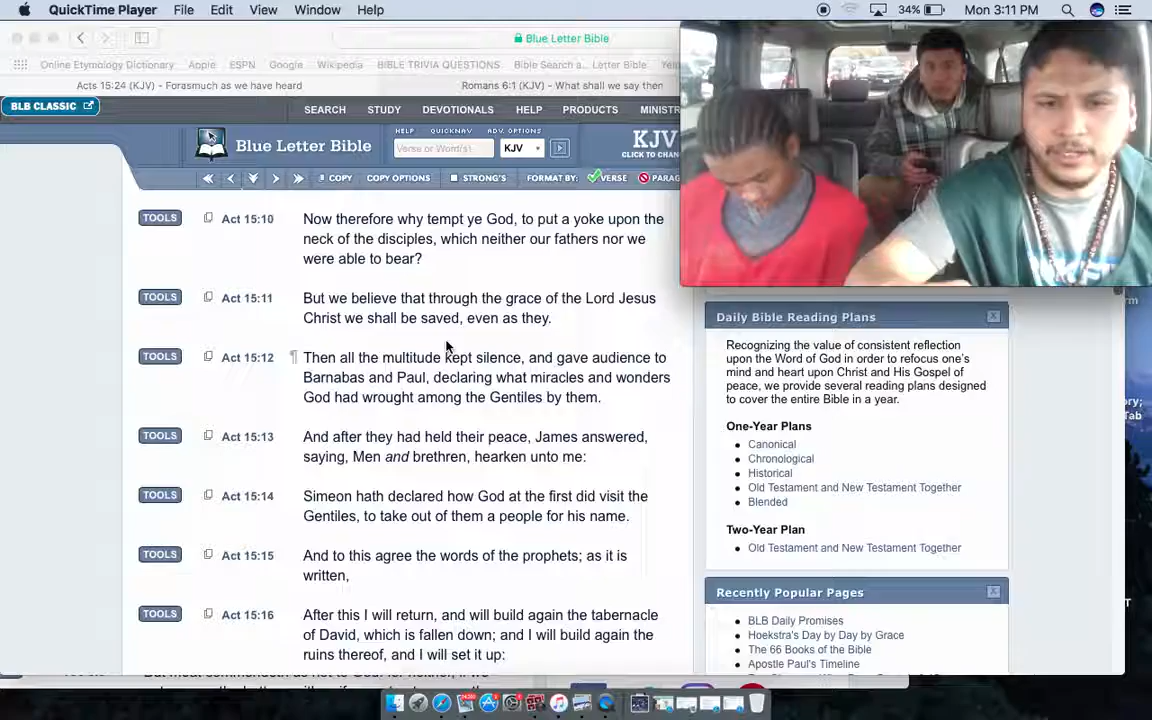 QuickTime Player File Edit View Window Help 34% Mon 3:11 PM
Blue Letter Bible
Online Etymology Dictionary Apple ESPN Google Wikipedia BIBLE TRIVIA QUESTIONS Bible Search a... Letter Bible
Acts 15:24 (KJV) - Forasmuch as we have heard Romans 6:1 (KJV) - What shall we say then
BLB CLASSIC SEARCH STUDY DEVOTIONALS HELP PRODUCTS MINISTR
HELP QUICKNAV ADV. OPTIONS
Blue Letter Bible Verse or Word(s) KJV KJV
CLICK TO CHAN
COPY COPY OPTIONS STRONG'S FORMAT BY: VERSE PARAG
TOOLS Act 15:10 Now therefore why tempt ye God, to put a yoke upon the
neck of the disciples, which neither our fathers nor we
were able to bear?
TOOLS Act 15:11 But we believe that through the grace of the Lord Jesus
Christ we shall be saved, even as they.
TOOLS Act 15:12 ¶ Then all the multitude kept silence, and gave audience to
Barnabas and Paul, declaring what miracles and wonders
God had wrought among the Gentiles by them.
TOOLS Act 15:13 And after they had held their peace, James answered,
saying, Men and brethren, hearken unto me:
TOOLS Act 15:14 Simeon hath declared how God at the first did visit the
Gentiles, to take out of them a people for his name.
TOOLS Act 15:15 And to this agree the words of the prophets; as it is
written,
TOOLS Act 15:16 After this I will return, and will build again the tabernacle
of David, which is fallen down; and I will build again the
ruins thereof, and I will set it up:
Daily Bible Reading Plans
Recognizing the value of consistent reflection
upon the Word of God in order to refocus one's
mind and heart upon Christ and His Gospel of
peace, we provide several reading plans designed
to cover the entire Bible in a year.
One-Year Plans
Canonical
Chronological
Historical
Old Testament and New Testament Together
Blended
Two-Year Plan
Old Testament and New Testament Together
Recently Popular Pages
BLB Daily Promises
Hoekstra's Day by Day by Grace
The 66 Books of the Bible
Apostle Paul's Timeline